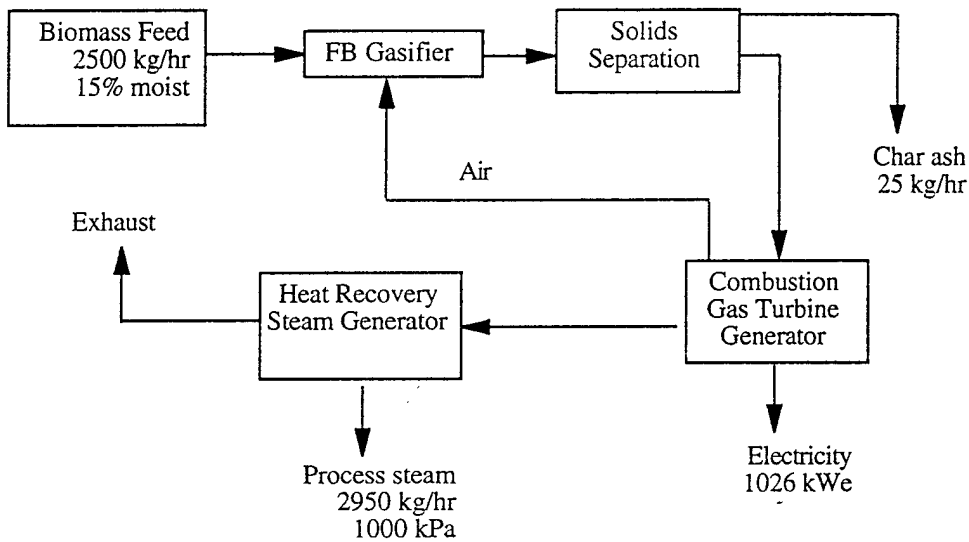 Biomass Feed
2500 kg/hr
15% moist
FB Gasifier
Solids
Separation
Char ash
25 kg/hr
Air
Exhaust
Heat Recovery
Steam Generator
Combustion
Gas Turbine
Generator
Process steam
2950 kg/hr
1000 kPa
Electricity
1026 kWe